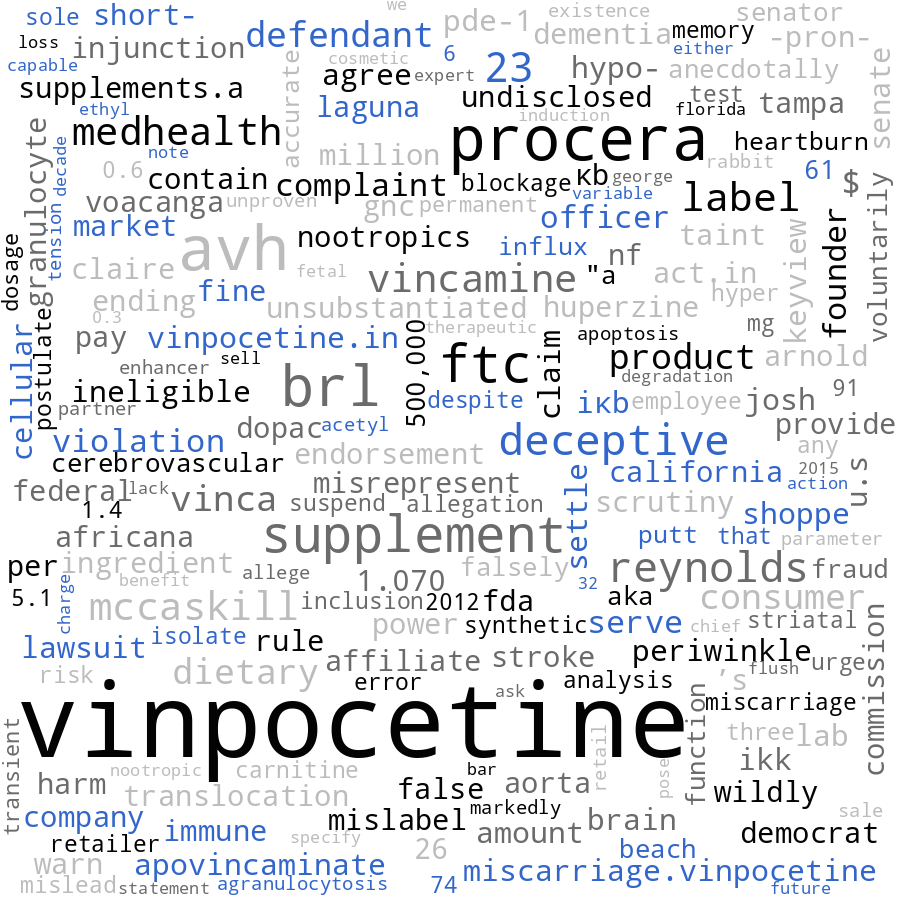 we
existence
senator
sole
short-
defendant
pde-1
dementia
memory
-pron-
loss
injunction
cosmetic
6
either
capable
agree
expert
23
hypo-
anecdotally
supplements.a
accurate
undisclosed
test
tampa
senate
ethyl
laguna
induction
florida
medhealth
procera
heartburn
note
million
rabbit
granulocyte
decade
0.6
contain
complaint
blockage
κb
george
61
$
voacanga
unproven
gnc
permanent
variable
label
market
officer
tension
avh
nootropics
influx
nf
taint
voluntarily
dosage
claire
fetal
vincamine
"a
act.in
keyview
founder
ending
fine
unsubstantiated
huperzine
hyper
0.3
postulate
pay
vinpocetine.in
therapeutic
apoptosis
mg
enhancer
sell
500,000
ftc
claim
product
arnold
cellular
ineligible
brl
degradation
partner
despite
iκb
employee
josh
91
violation
dopac
acetyl
deceptive
provide
cerebrovascular
endorsement
any
misrepresent
california
2015
federal
lack
vinca
suspend
allegation
settle
action
u.s
1.4
scrutiny
shoppe
africana
supplement
putt
that
parameter
per
ingredient
allege
1.070
falsely
reynolds
fraud
benefit
32
5.1
charge
mccaskill
inclusion
2012
fda
aka
consumer
power
synthetic
serve
chief
striatal
lawsuit
isolate
rule
periwinkle
commission
risk
dietary
affiliate
stroke
's
flush
urge
error
ask
analysis
vinpocetine
function
miscarriage
transient
three
lab
retail
harm
nootropic
carnitine
bar
aorta
pose
ikk
translocation
false
wildly
company
immune
mislabel
markedly
amount
brain
sale
retailer
specify
democrat
warn
apovincaminate
26
beach
miscarriage.vinpocetine
mislead
statement
agranulocytosis
74
future